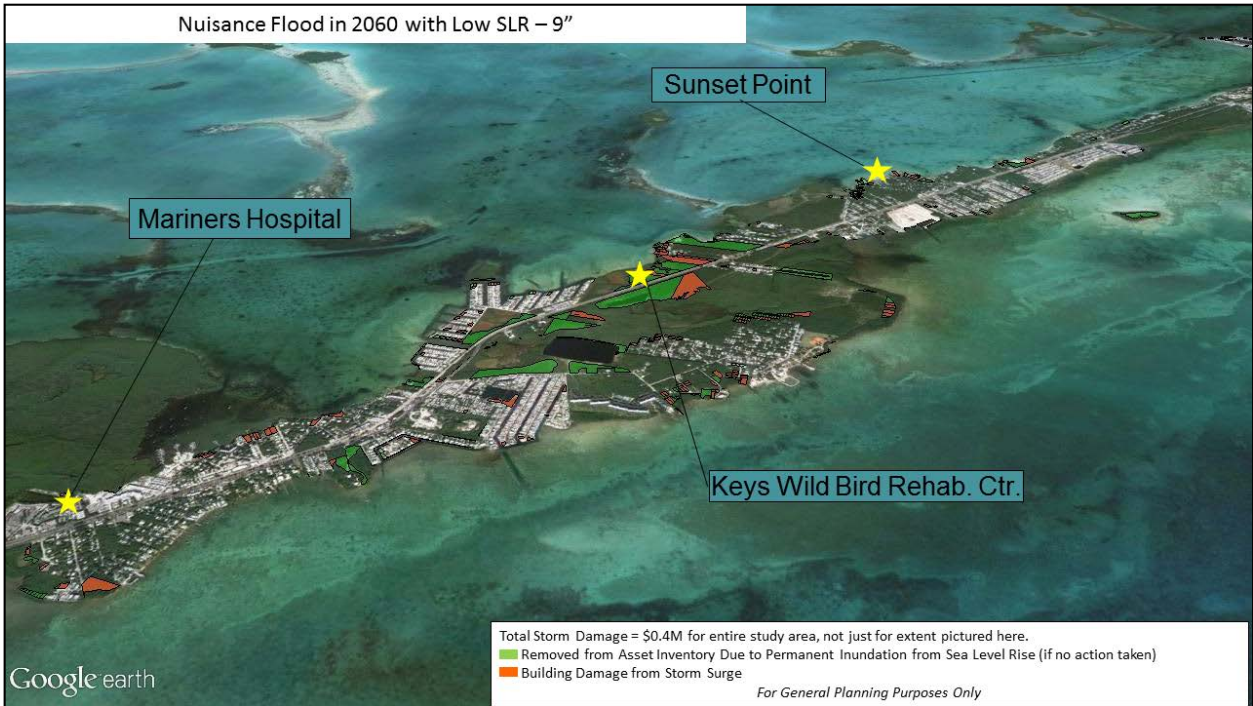 Nuisance Flood in 2060 with Low SLR – 9”
Sunset Point
Mariners Hospital
Keys Wild Bird Rehab. Ctr.
Total Storm Damage = $0.4M for entire study area, not just for extent pictured here.
Removed from Asset Inventory Due to Permanent Inundation from Sea Level Rise (if no action taken)
Building Damage from Storm Surge
For General Planning Purposes Only
Google earth